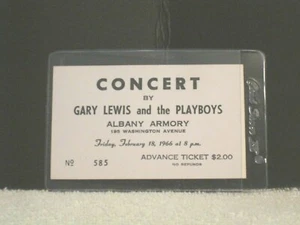 CONCERT
BY
GARY LEWIS and the PLAYBOYS
ALBANY ARMORY
195 WASHINGTON AVENUE
Friday, February 18, 1966 at 8 p.m.
ADVANCE TICKET $2.00
No 585
NO REFUNDS